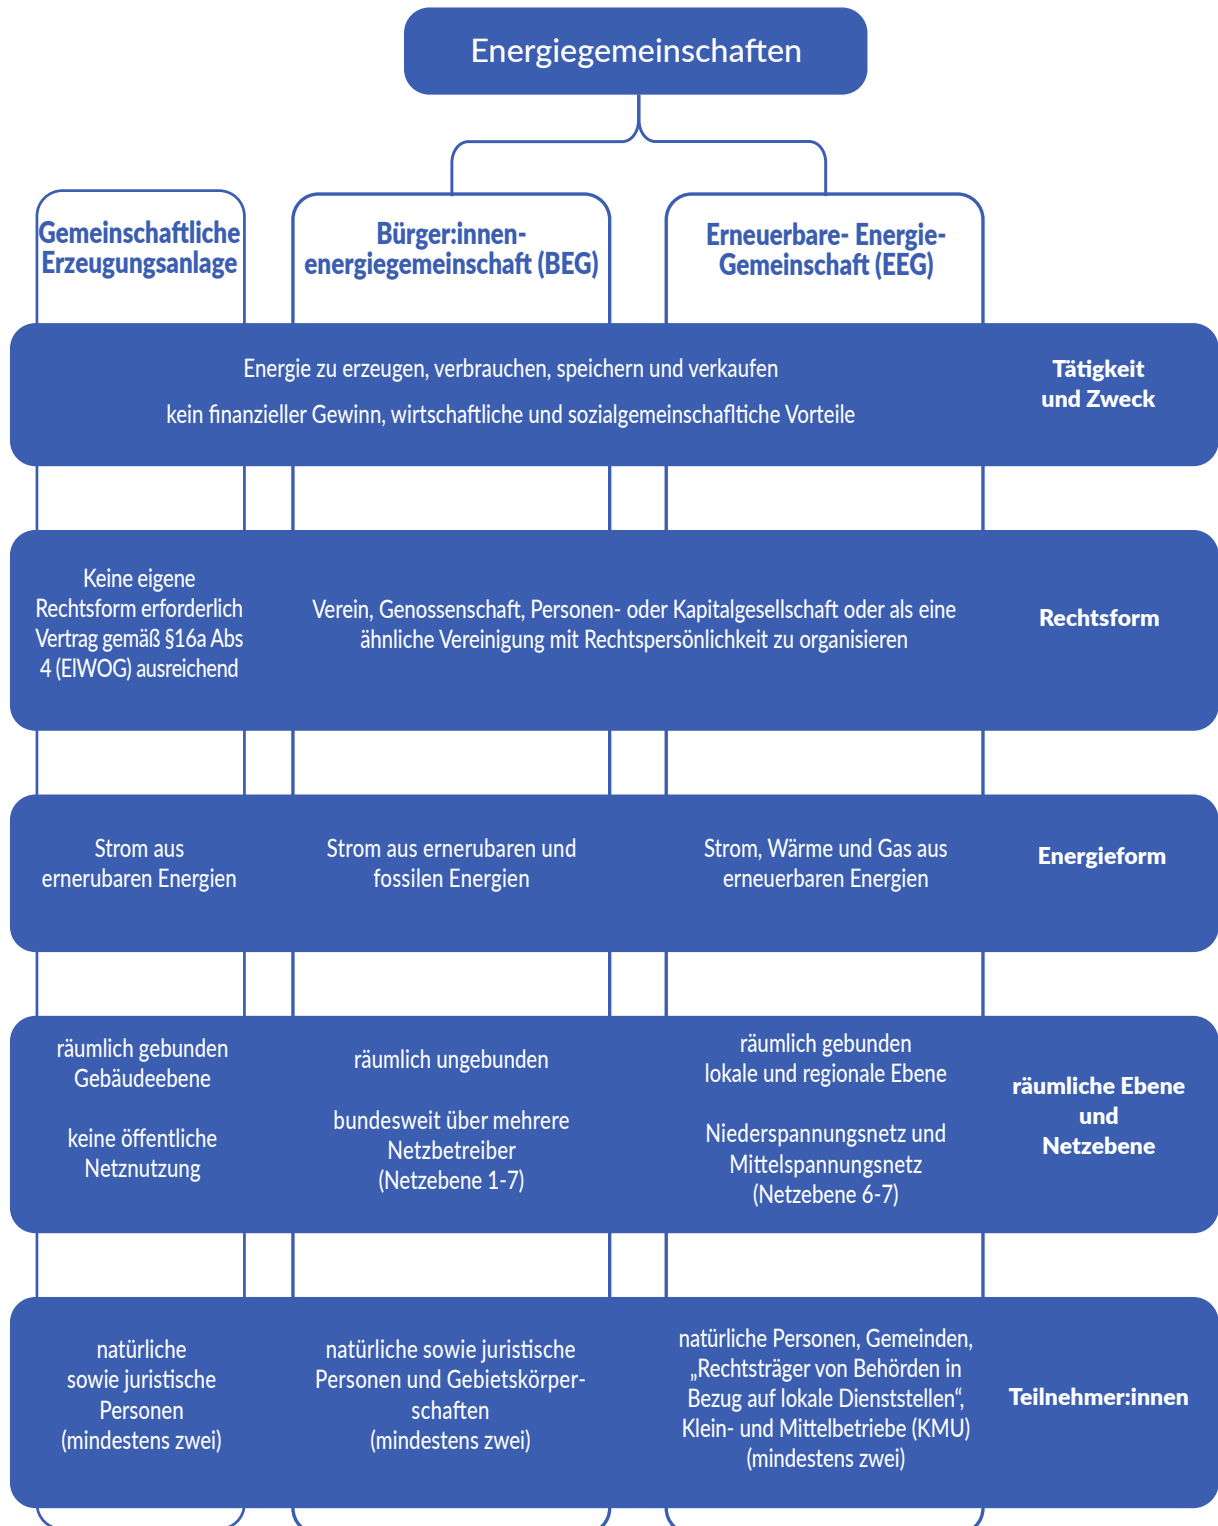 Energiegemeinschaften
Gemeinschaftliche
Erzeugungsanlage
Bürger:innen-
energiegemeinschaft (BEG)
Erneuerbare- Energie-
Gemeinschaft (EEG)
Energie zu erzeugen, verbrauchen, speichern und verkaufen
kein finanzieller Gewinn, wirtschaftliche und sozialgemeinschafltiche Vorteile
Tätigkeit
und Zweck
Keine eigene
Rechtsform erforderlich
Vertrag gemäß §16a Abs
4 (ElWOG) ausreichend
Verein, Genossenschaft, Personen- oder Kapitalgesellschaft oder als eine
ähnliche Vereinigung mit Rechtspersönlichkeit zu organisieren
Rechtsform
Strom aus
ernerubaren Energien
Strom aus ernerubaren und
fossilen Energien
Strom, Wärme und Gas aus
erneuerbaren Energien
Energieform
räumlich gebunden
Gebäudeebene
keine öffentliche
Netznutzung
räumlich ungebunden
bundesweit über mehrere
Netzbetreiber
(Netzebene 1-7)
räumlich gebunden
lokale und regionale Ebene
Niederspannungsnetz und
Mittelspannungsnetz
(Netzebene 6-7)
räumliche Ebene
und
Netzebene
natürliche
sowie juristische
Personen
(mindestens zwei)
natürliche sowie juristische
Personen und Gebietskörper-
schaften
(mindestens zwei)
natürliche Personen, Gemeinden,
„Rechtsträger von Behörden in
Bezug auf lokale Dienststellen“,
Klein- und Mittelbetriebe (KMU)
(mindestens zwei)
Teilnehmer:innen